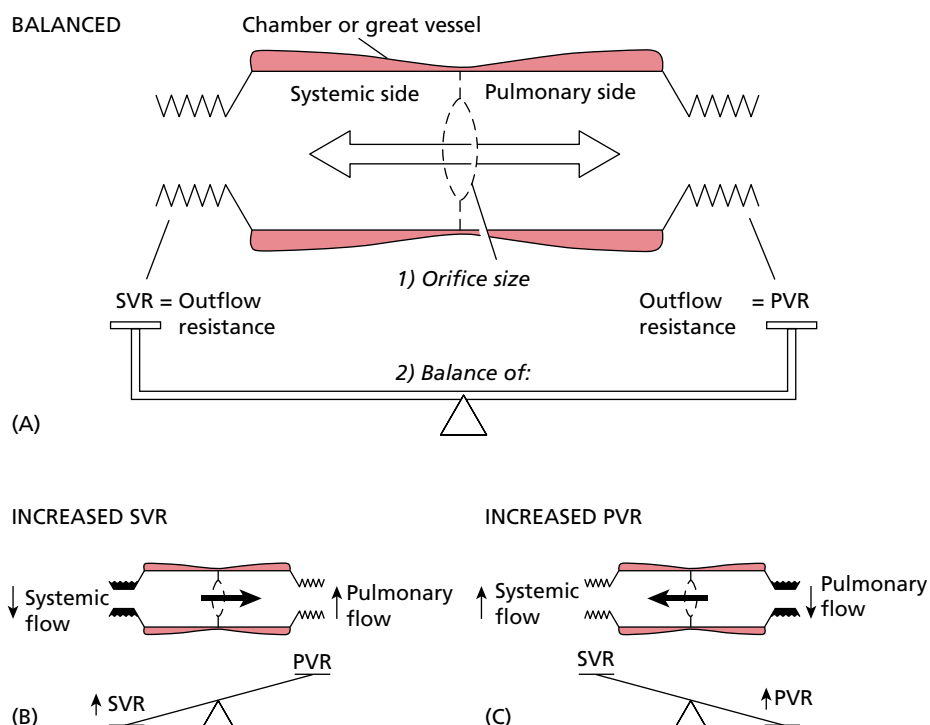 BALANCED
Chamber or great vessel
Systemic side
Pulmonary side
1) Orifice size
SVR = Outflow
resistance
Outflow = PVR
resistance
2) Balance of:
(A)
INCREASED SVR
↓ Systemic
flow
↑ Pulmonary
flow
PVR
↑ SVR
(B)
INCREASED PVR
↑ Systemic
flow
↓ Pulmonary
flow
SVR
↑ PVR
(C)